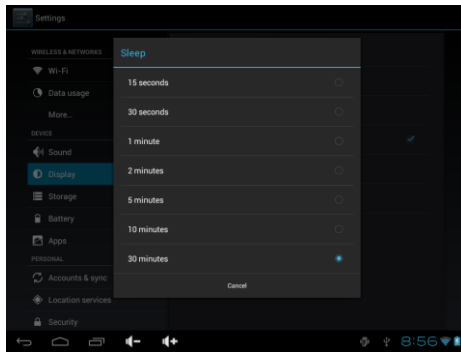 Settings
WIRELESS & NETWORKS
Wi-Fi
Data usage
More...
DEVICE
Sound
Display
Storage
Battery
Apps
PERSONAL
Accounts & sync
Location services
Security
Sleep
15 seconds
30 seconds
1 minute
2 minutes
5 minutes
10 minutes
30 minutes
Cancel
8:56